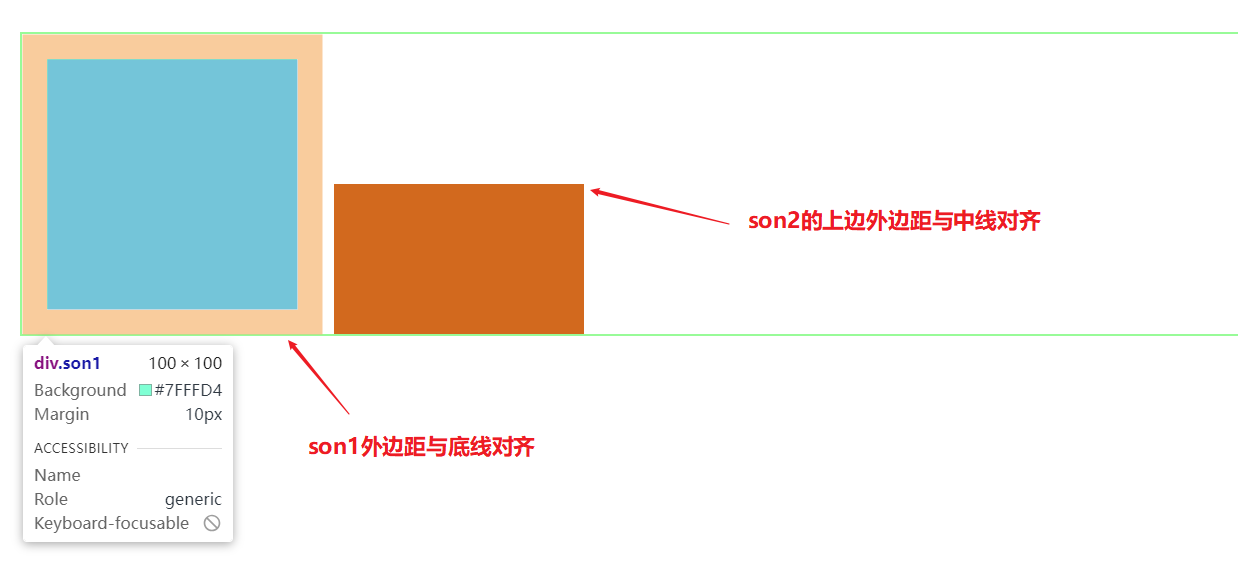 son2的上边外边距与中线对齐
div.son1 100 × 100
Background #7FFFD4
Margin 10px
son1外边距与底线对齐
ACCESSIBILITY
Name
Role generic
Keyboard-focusable